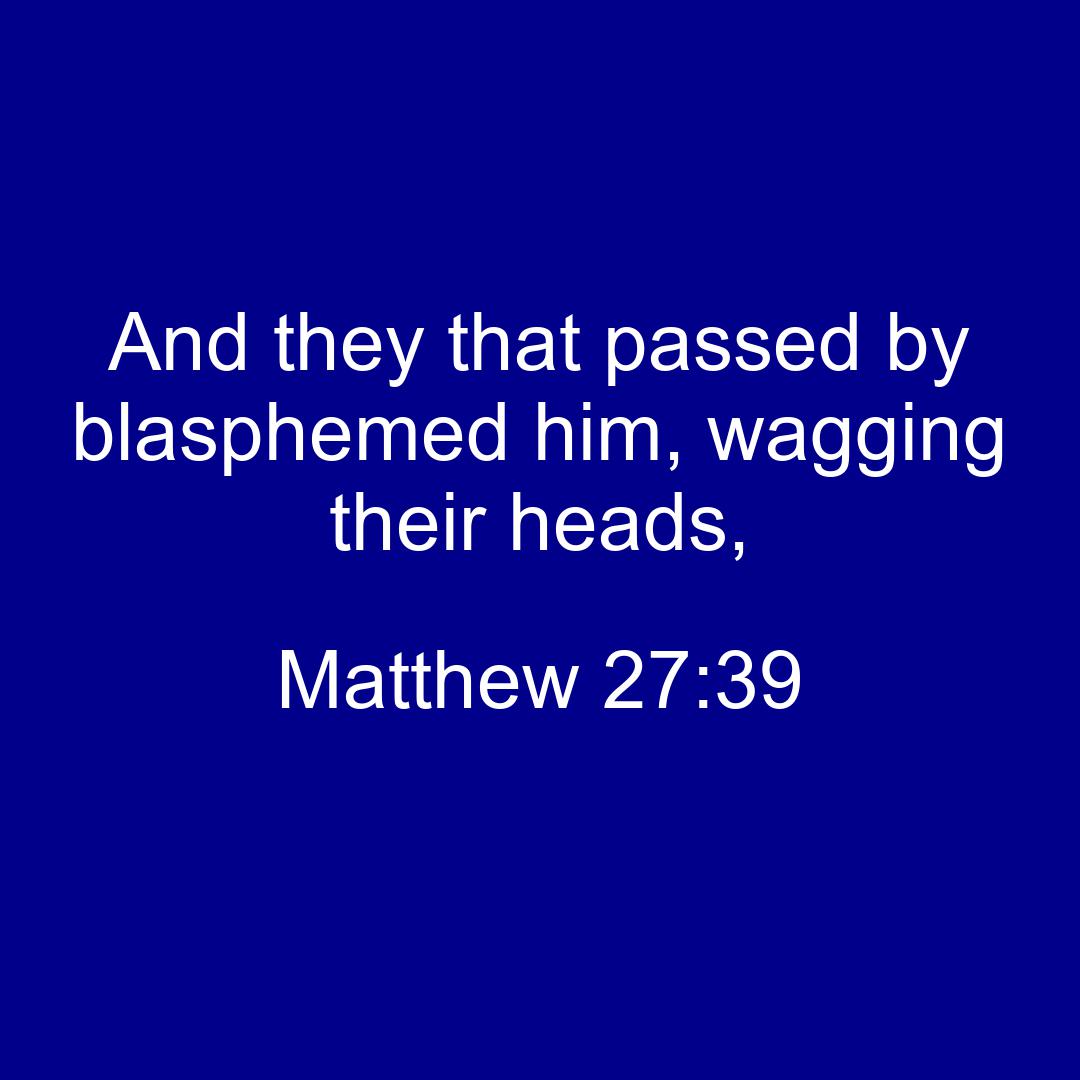 And they that passed by
blasphemed him, wagging
their heads,
Matthew 27:39